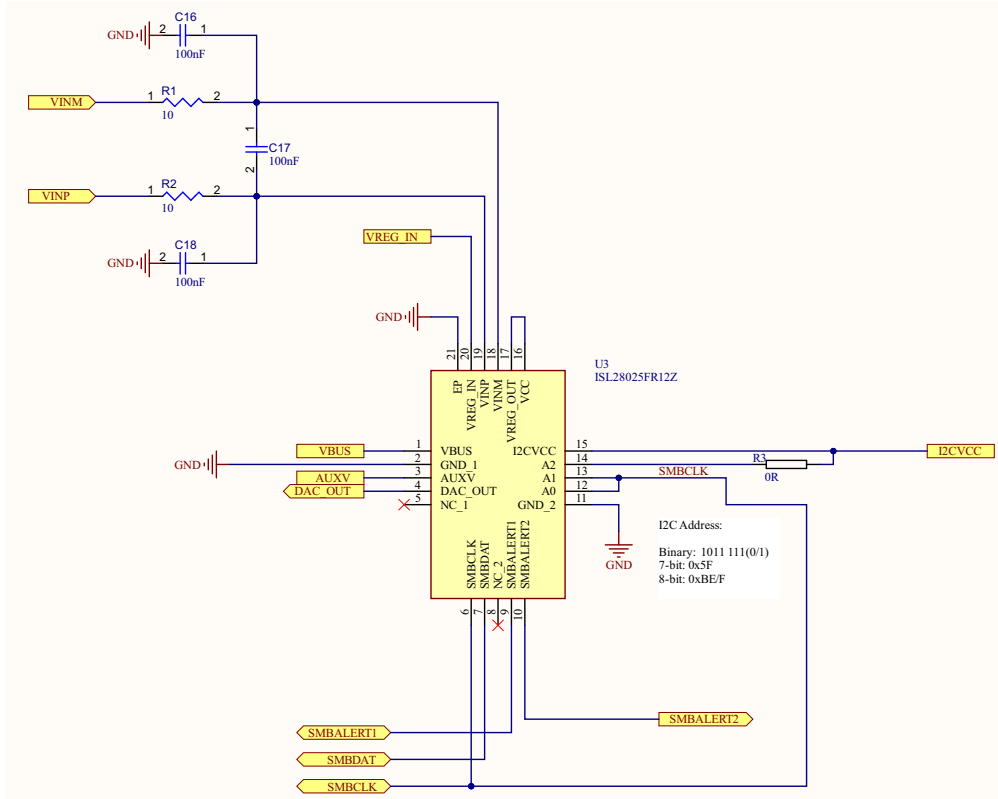 C16
GND 2 1
100nF
VINM 1 R1 2
10
1
C17
100nF
2
VINP 1 R2 2
10
VREG_IN
C18
GND 2 1
100nF
GND
21 20 19 18 17 16
U3
ISL28025FR12Z
EP VREG_IN VINP VINM VREG_OUT VCC
VBUS 1 VBUS I2CVCC 15 I2CVCC
GND 2 GND_1 A2 14 R3
0R
AUXV 3 AUXV A1 13 SMBCLK
DAC_OUT 4 DAC_OUT A0 12
5 NC_1 GND_2 11
GND
I2C Address:
Binary: 1011 111(0/1)
7-bit: 0x5F
8-bit: 0xBE/F
SMBCLK SMBDAT NC_2 SMBALERT1 SMBALERT2
6 7 8 9 10
SMBALERT2
SMBALERT1
SMBDAT
SMBCLK